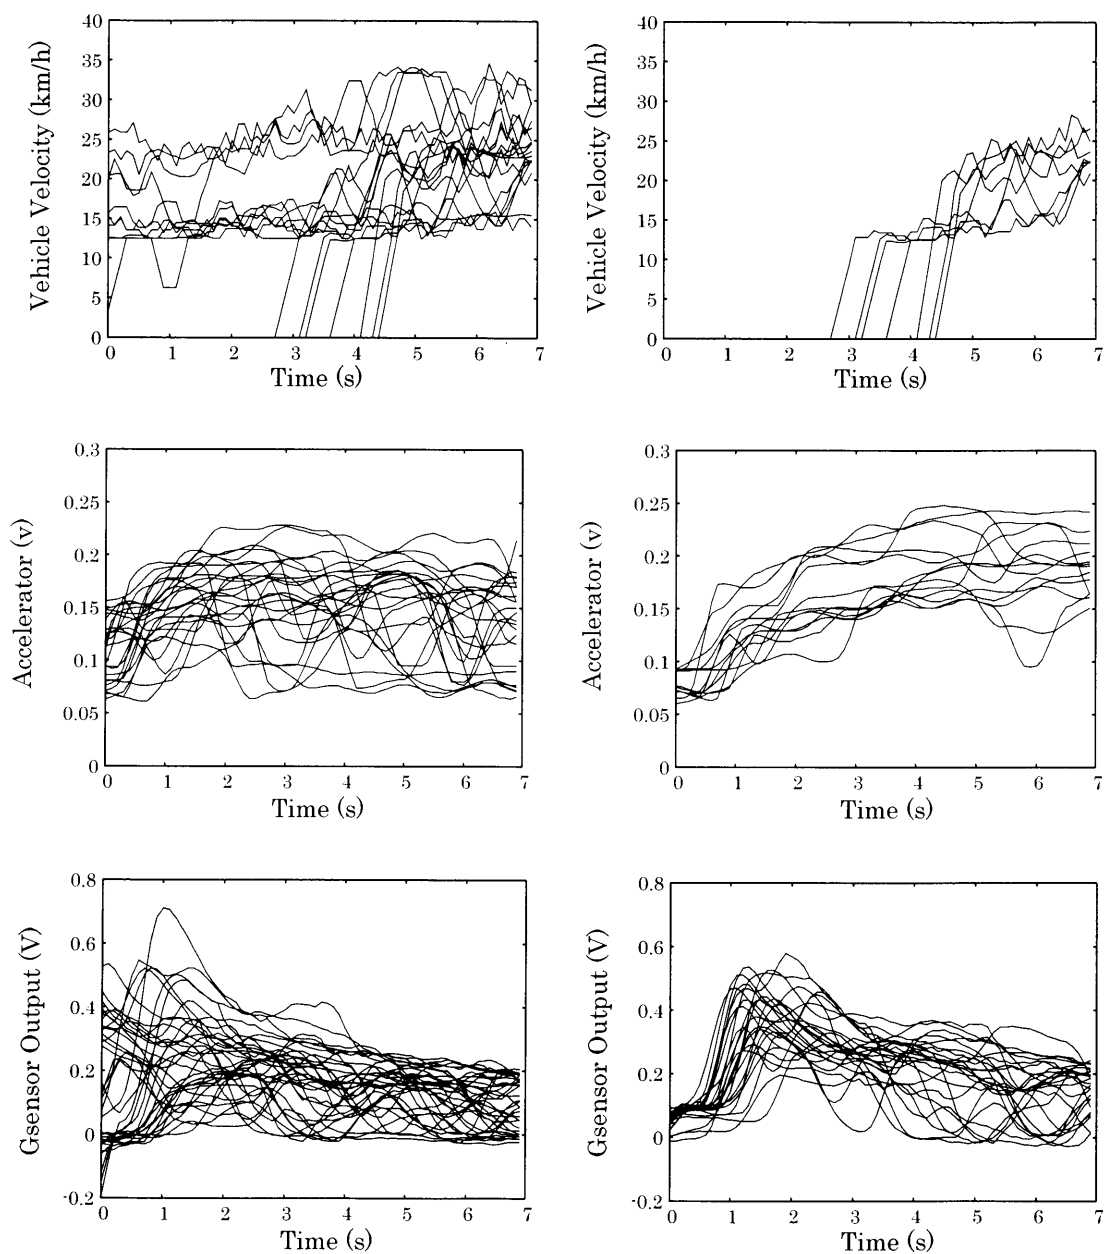 Vehicle Velocity (km/h)
40
35
30
25
20
15
10
5
0
0 1 2 3 4 5 6 7
Time (s)
Vehicle Velocity (km/h)
40
35
30
25
20
15
10
5
0
0 1 2 3 4 5 6 7
Time (s)
Accelerator (v)
0.3
0.25
0.2
0.15
0.1
0.05
0
0 1 2 3 4 5 6 7
Time (s)
Accelerator (v)
0.3
0.25
0.2
0.15
0.1
0.05
0
0 1 2 3 4 5 6 7
Time (s)
Gsensor Output (V)
0.8
0.6
0.4
0.2
0
-0.2
0 1 2 3 4 5 6 7
Time (s)
Gsensor Output (V)
0.8
0.6
0.4
0.2
0
-0.2
0 1 2 3 4 5 6 7
Time (s)